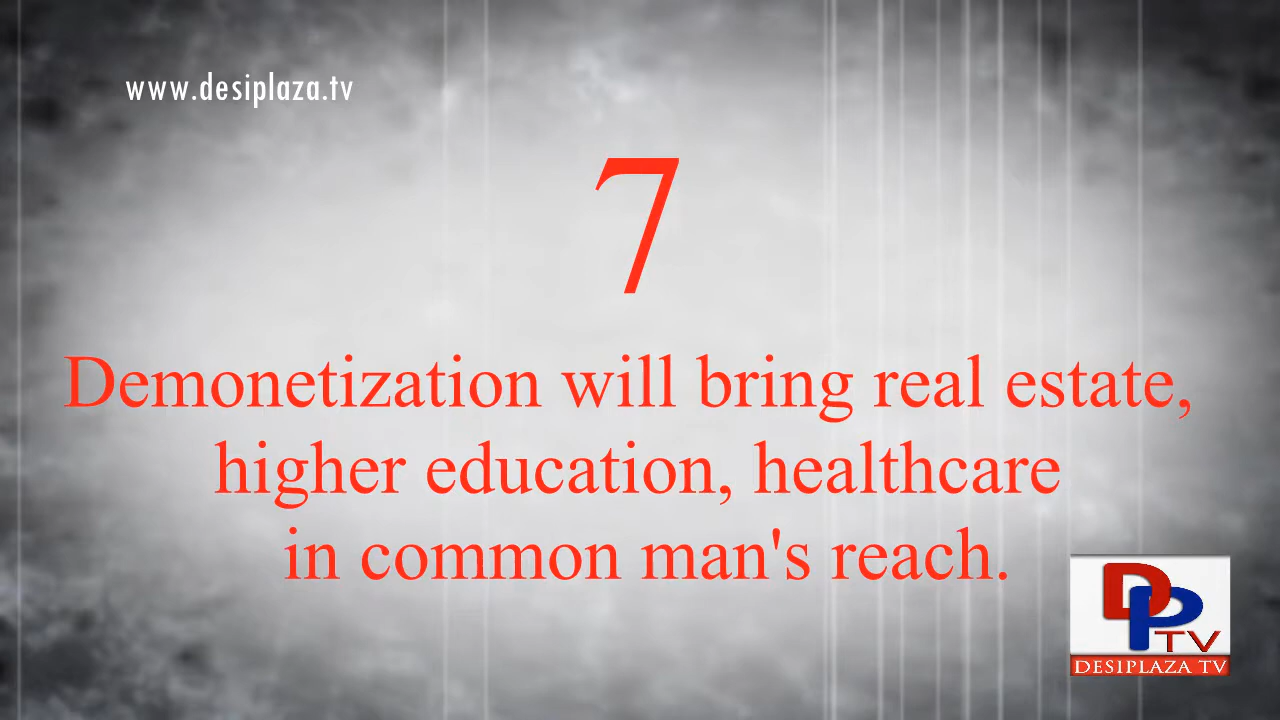 www.desiplaza.tv
7
Demonetization will bring real estate,
higher education, healthcare
in common man's reach.
DP TV
DESIPLAZA TV